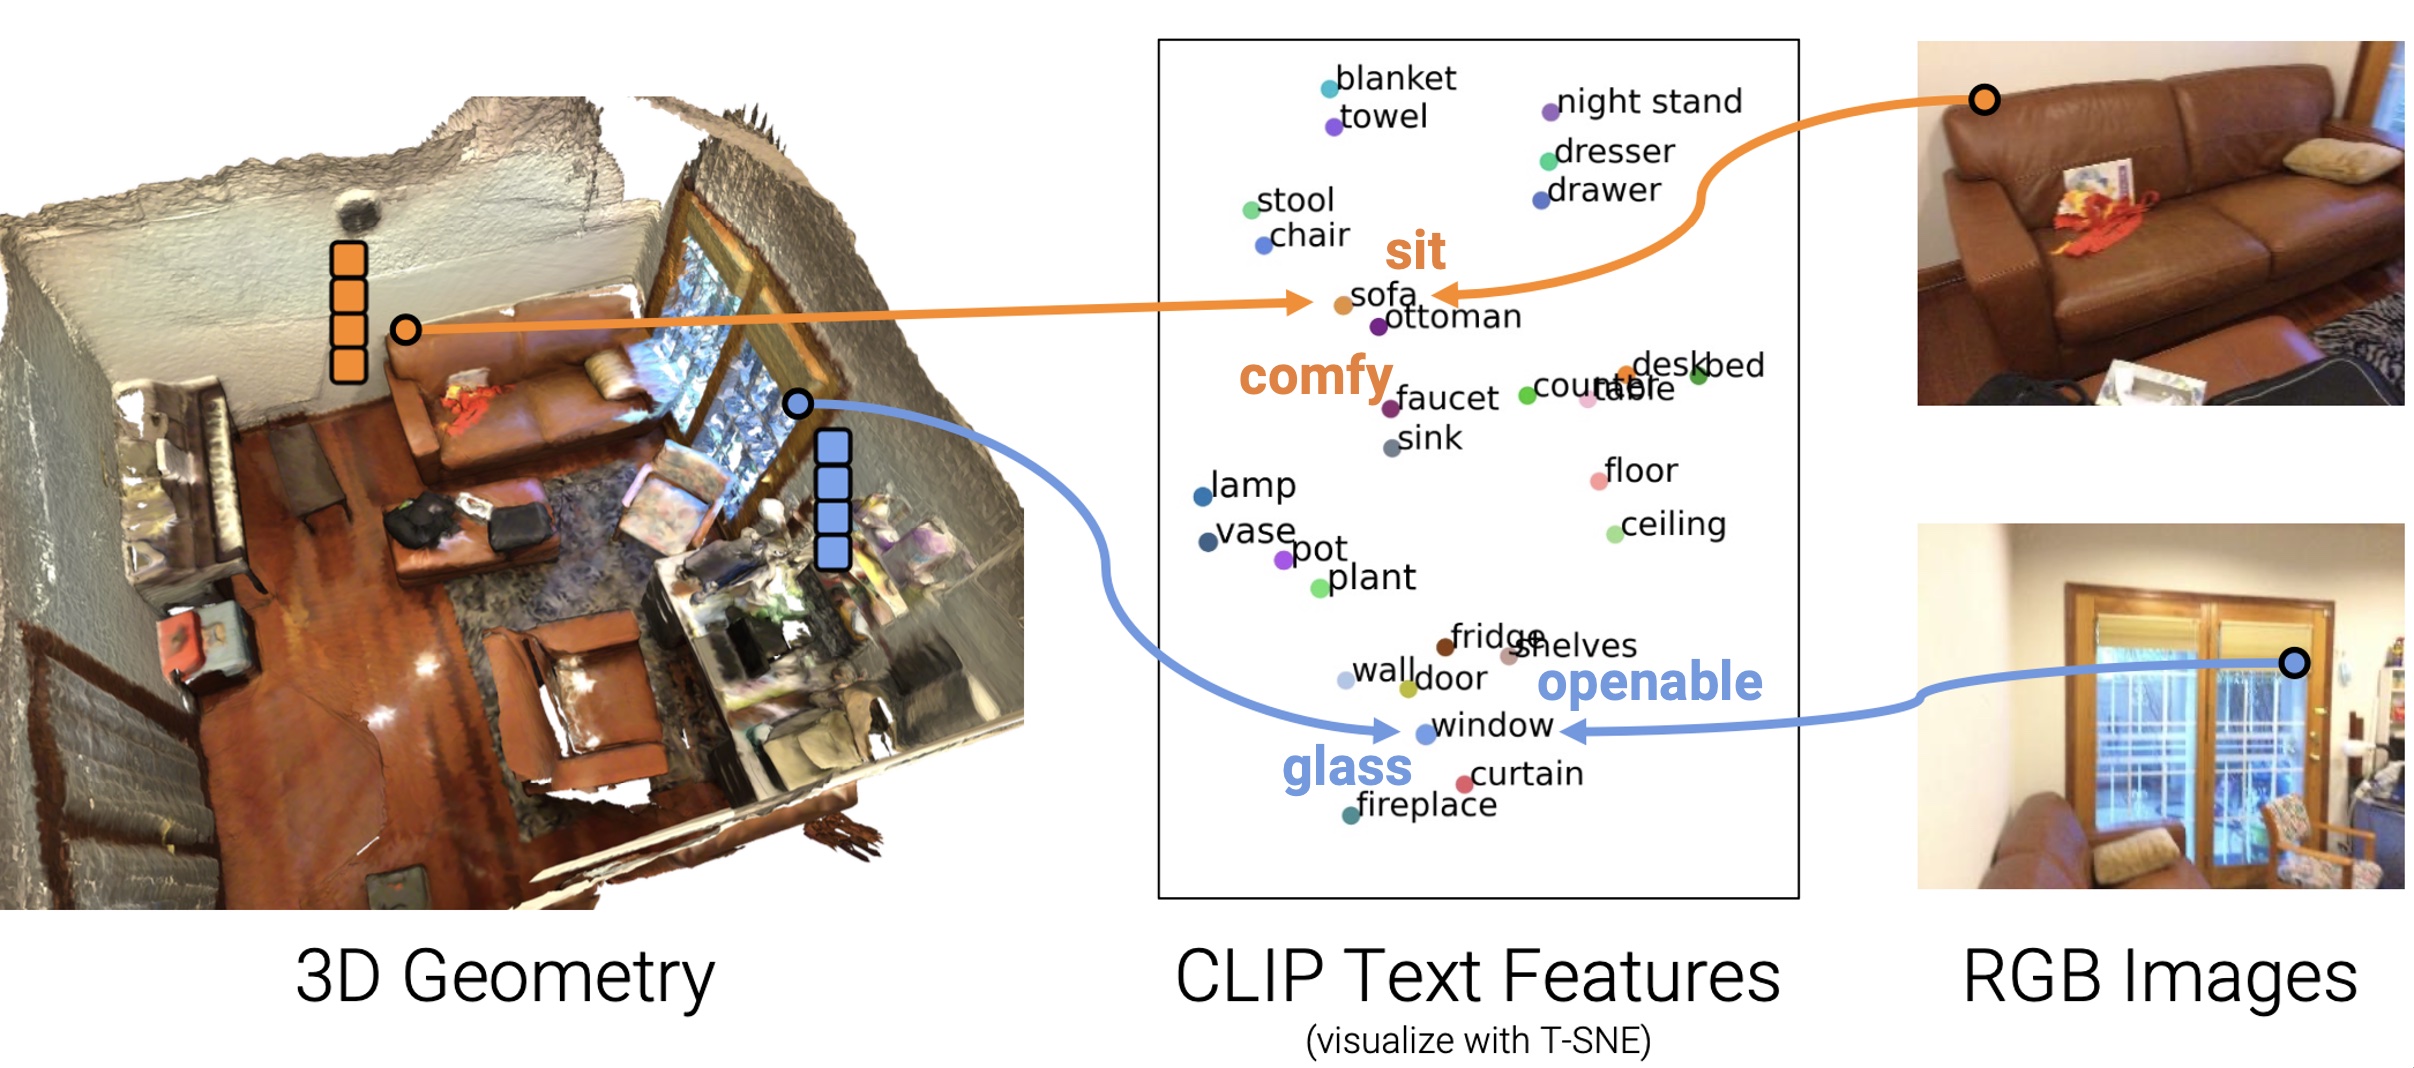 blanket
towel
night stand
dresser
drawer
stool
chair
sit
sofa
ottoman
comfy
desk
bed
counter
table
faucet
sink
floor
lamp
ceiling
vase
pot
plant
fridge
shelves
wall
door
openable
window
glass
curtain
fireplace
3D Geometry
CLIP Text Features
RGB Images
(visualize with T-SNE)